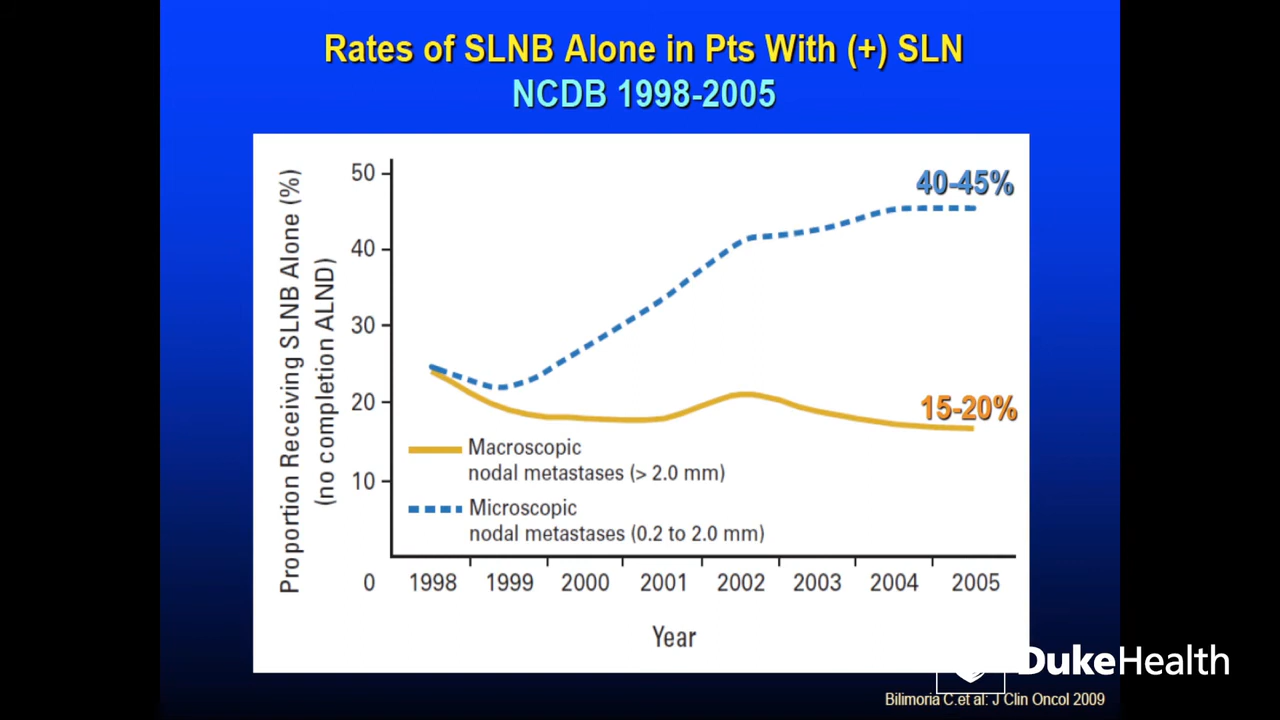 Rates of SLNB Alone in Pts With (+) SLN
NCDB 1998-2005
Proportion Receiving SLNB Alone (%)
(no completion ALND)
50
40
30
20
10
0
40-45%
15-20%
Macroscopic
nodal metastases (> 2.0 mm)
Microscopic
nodal metastases (0.2 to 2.0 mm)
1998 1999 2000 2001 2002 2003 2004 2005
Year
DukeHealth
Bilimoria C.et al: J Clin Oncol 2009